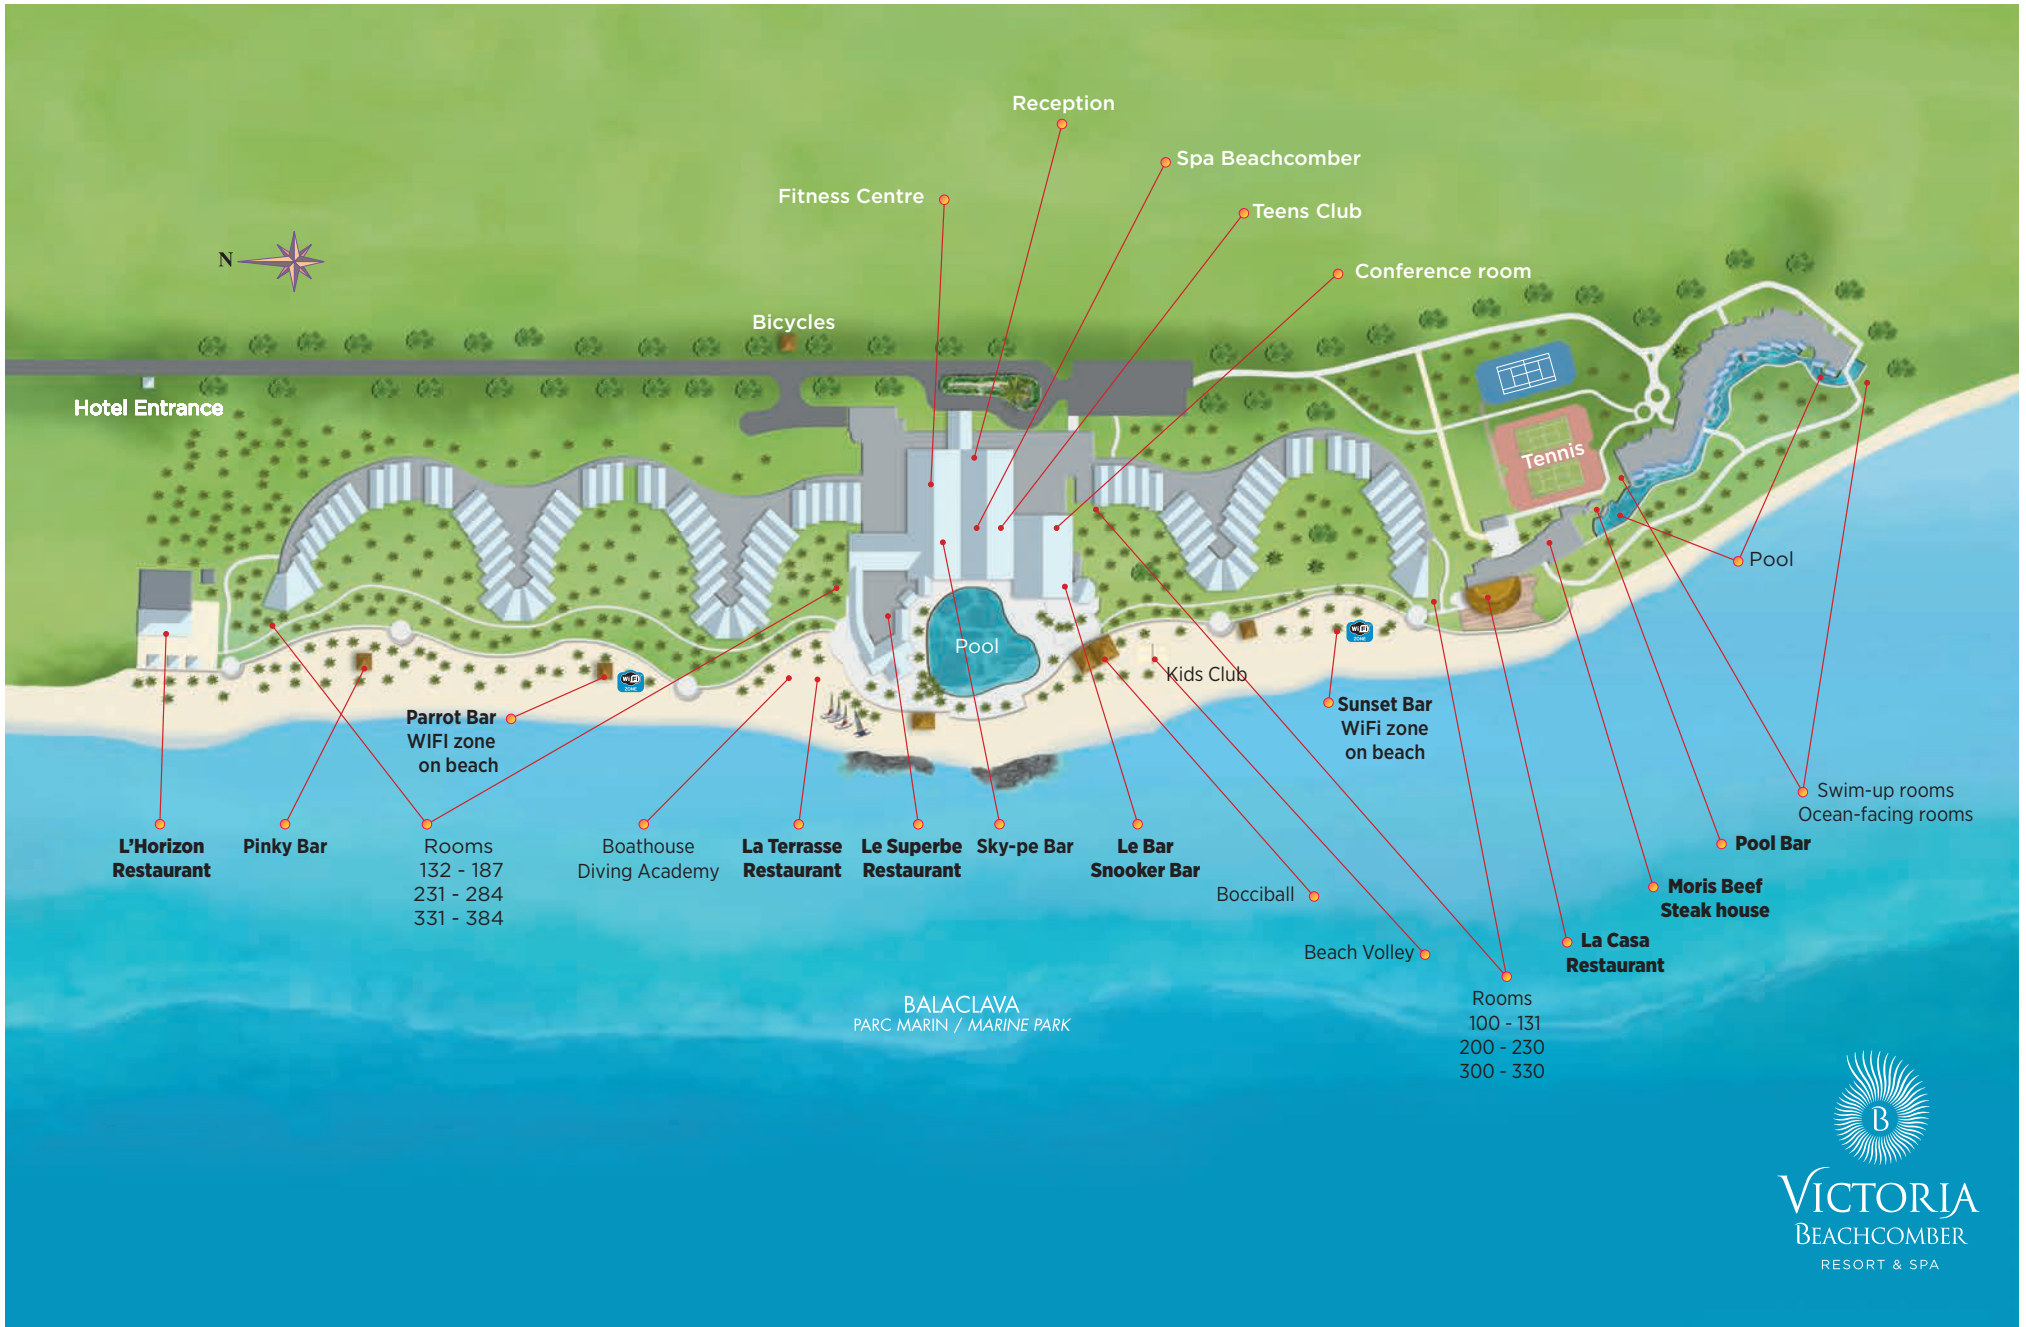 Reception
Spa Beachcomber
Fitness Centre
Teens Club
N
Conference room
Bicycles
Hotel Entrance
Tennis
Pool
Pool
Kids Club
WiFi
ZONE
WiFi
ZONE
Parrot Bar
WIFI zone
on beach
Sunset Bar
WiFi zone
on beach
Swim-up rooms
Ocean-facing rooms
L'Horizon
Restaurant
Pinky Bar
Rooms
132 - 187
231 - 284
331 - 384
Boathouse
Diving Academy
La Terrasse
Restaurant
Le Superbe
Restaurant
Sky-pe Bar
Le Bar
Snooker Bar
Pool Bar
Bocciball
Moris Beef
Steak house
Beach Volley
La Casa
Restaurant
Rooms
100 - 131
200 - 230
300 - 330
BALACLAVA
PARC MARIN / MARINE PARK
B
VICTORIA
BEACHCOMBER
RESORT & SPA